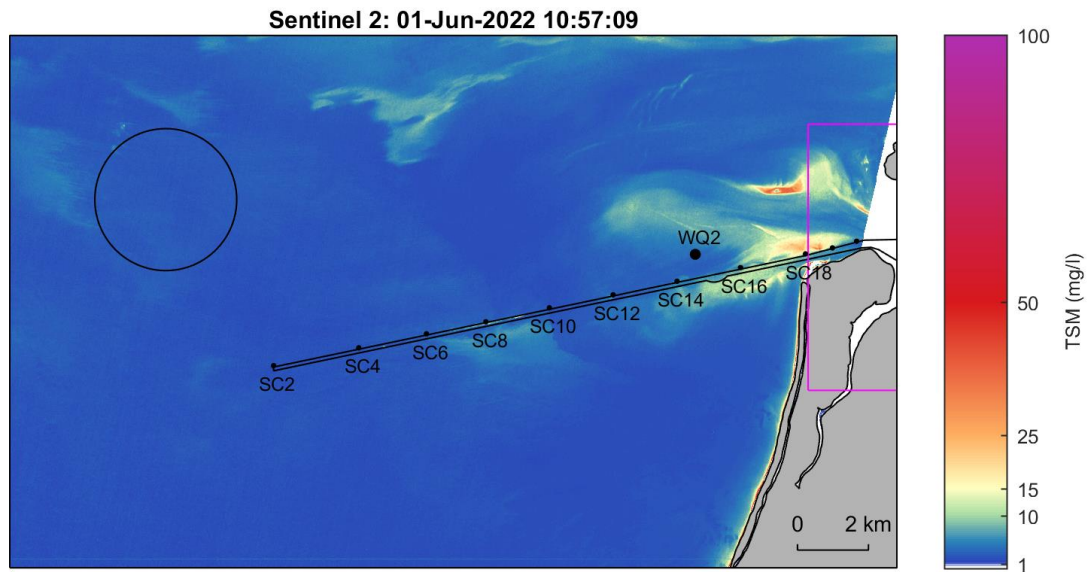 Sentinel 2: 01-Jun-2022 10:57:09
100
WQ2
SC18
SC16
SC14
SC12
SC10
SC8
SC6
SC4
SC2
50
TSM (mg/l)
25
15
10
1
0 2 km